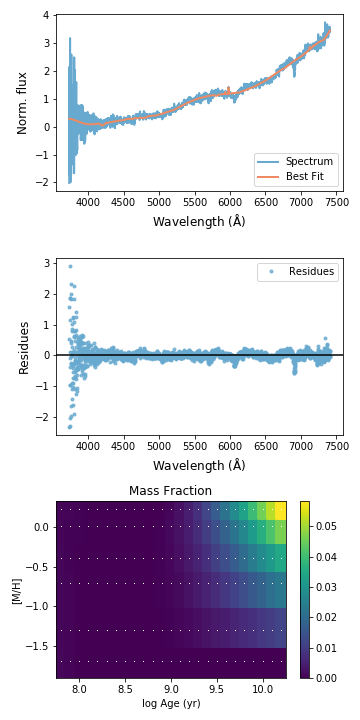 4
3
2
1
0
−1
−2
Norm. flux
Spectrum
Best Fit
4000 4500 5000 5500 6000 6500 7000 7500
Wavelength (Å)
3
2
1
0
−1
−2
Residues
Residues
4000 4500 5000 5500 6000 6500 7000 7500
Wavelength (Å)
Mass Fraction
0.0
−0.5
−1.0
−1.5
[M/H]
8.0 8.5 9.0 9.5 10.0
log Age (yr)
0.05
0.04
0.03
0.02
0.01
0.00